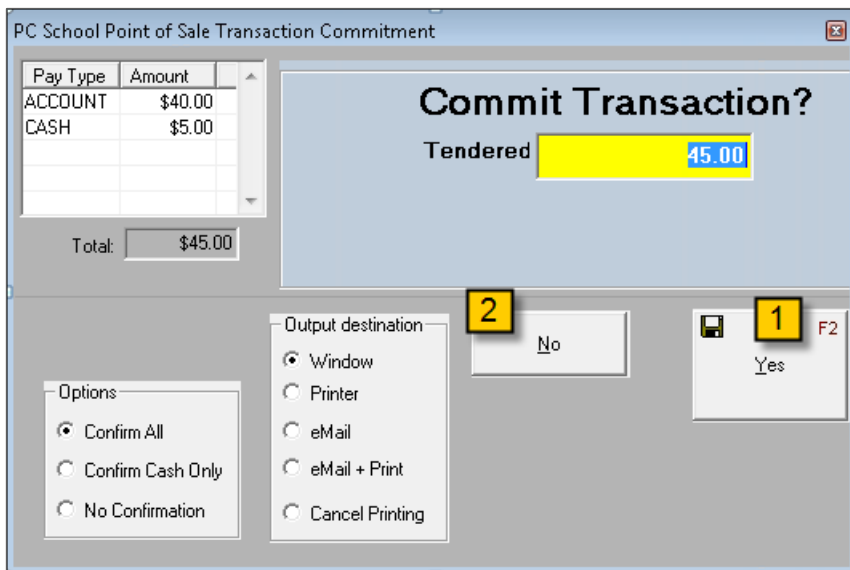 PC School Point of Sale Transaction Commitment
Pay Type Amount
ACCOUNT $40.00
CASH $5.00
Total: $45.00
Commit Transaction?
Tendered 45.00
Options
Confirm All
Confirm Cash Only
No Confirmation
Output destination
Window
Printer
eMail
eMail + Print
Cancel Printing
2
No
1
F2
Yes